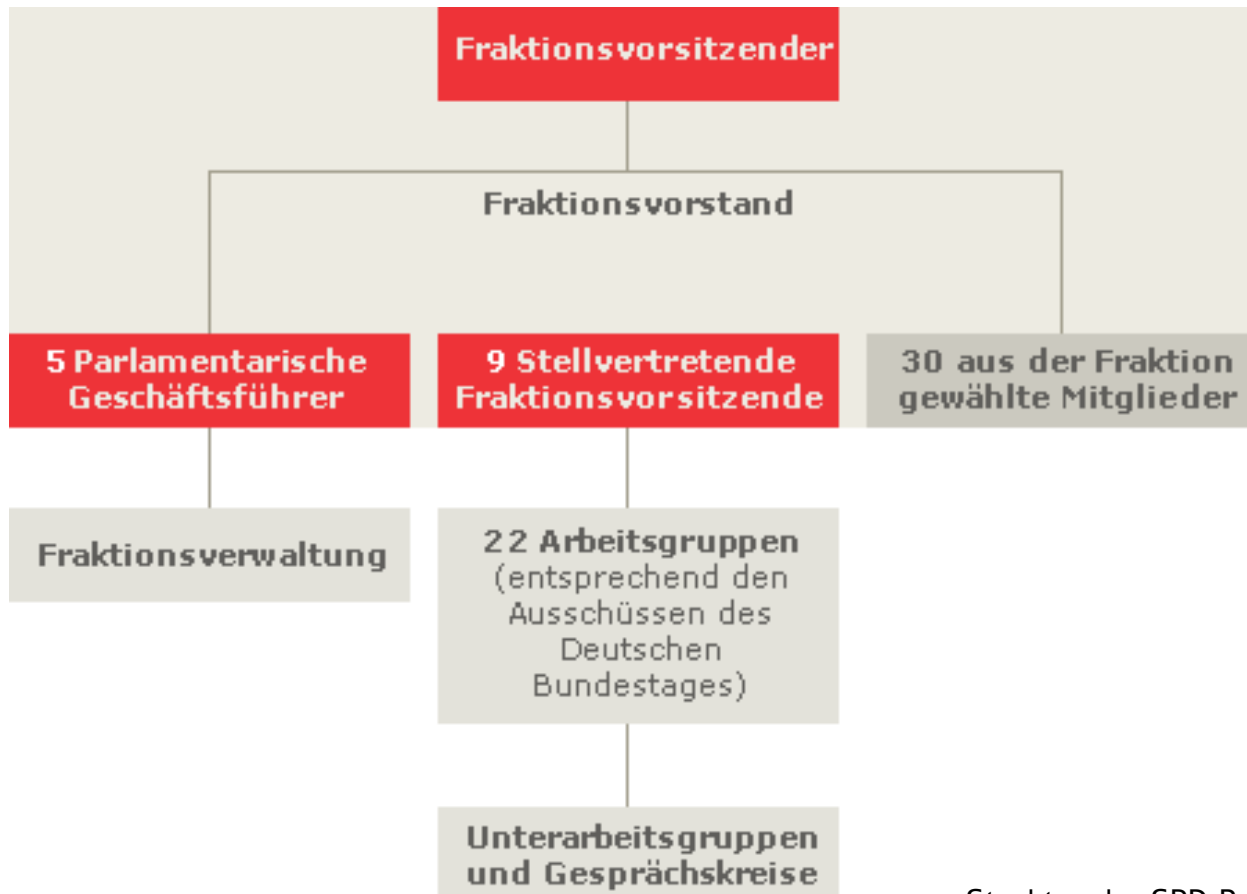 Fraktionsvorsitzender
Fraktionsvorstand
5 Parlamentarische
Geschäftsführer
9 Stellvertretende
Fraktionsvorsitzende
30 aus der Fraktion
gewählte Mitglieder
Fraktionsverwaltung
22 Arbeitsgruppen
(entsprechend den
Ausschüssen des
Deutschen
Bundestages)
Unterarbeitsgruppen
und Gesprächskreise